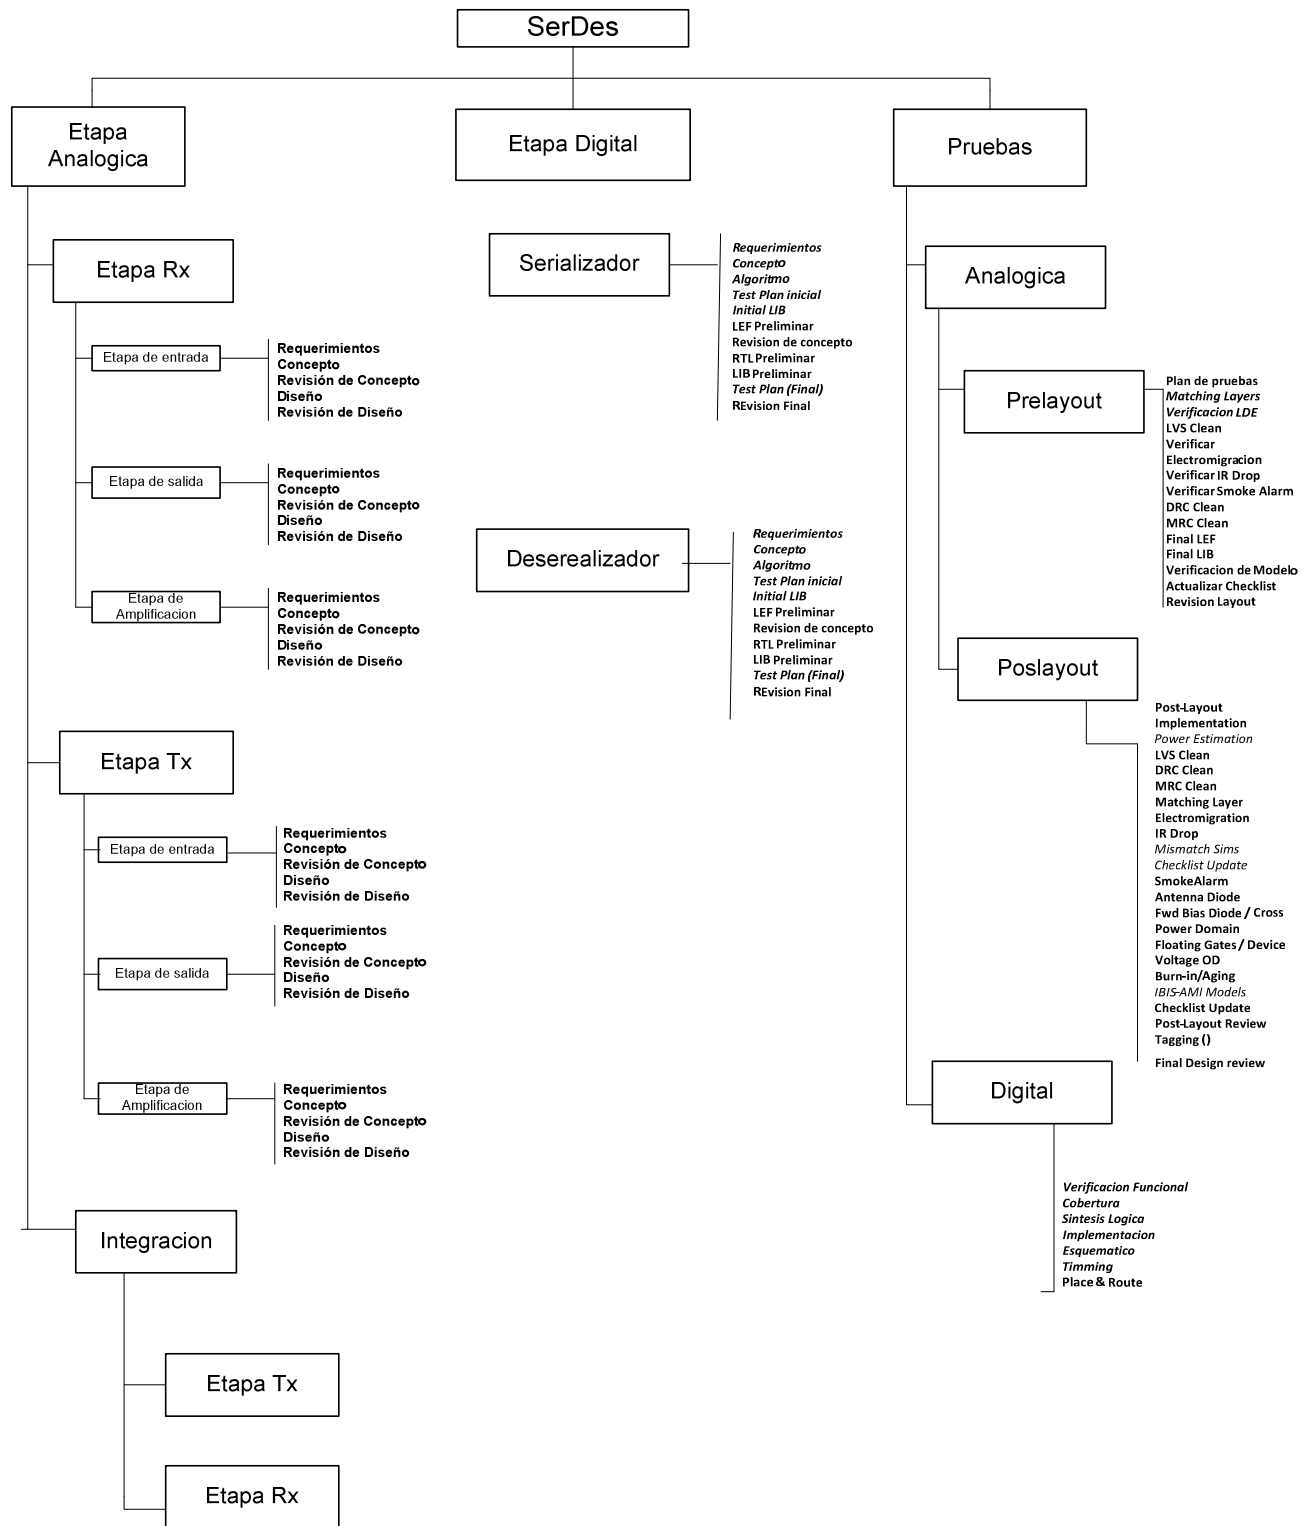 SerDes
Etapa
Analogica
Etapa Digital
Pruebas
Etapa Rx
Etapa de entrada
Requerimientos
Concepto
Revisión de Concepto
Diseño
Revisión de Diseño
Etapa de salida
Requerimientos
Concepto
Revisión de Concepto
Diseño
Revisión de Diseño
Etapa de
Amplificacion
Requerimientos
Concepto
Revisión de Concepto
Diseño
Revisión de Diseño
Etapa Tx
Etapa de entrada
Requerimientos
Concepto
Revisión de Concepto
Diseño
Revisión de Diseño
Etapa de salida
Requerimientos
Concepto
Revisión de Concepto
Diseño
Revisión de Diseño
Etapa de
Amplificacion
Requerimientos
Concepto
Revisión de Concepto
Diseño
Revisión de Diseño
Integracion
Etapa Tx
Etapa Rx
Serializador
Requerimientos
Concepto
Algoritmo
Test Plan inicial
Initial LIB
LEF Preliminar
Revision de concepto
RTL Preliminar
LIB Preliminar
Test Plan (Final)
REvision Final
Deserealizador
Requerimientos
Concepto
Algoritmo
Test Plan inicial
Initial LIB
LEF Preliminar
Revision de concepto
RTL Preliminar
LIB Preliminar
Test Plan (Final)
REvision Final
Analogica
Prelayout
Plan de pruebas
Matching Layers
Verificacion LDE
LVS Clean
Verificar
Electromigracion
Verificar IR Drop
Verificar Smoke Alarm
DRC Clean
MRC Clean
Final LEF
Final LIB
Verificacion de Modelo
Actualizar Checklist
Revision Layout
Poslayout
Post-Layout
Implementation
Power Estimation
LVS Clean
DRC Clean
MRC Clean
Matching Layer
Electromigration
IR Drop
Mismatch Sims
Checklist Update
SmokeAlarm
Antenna Diode
Fwd Bias Diode / Cross
Power Domain
Floating Gates / Device
Voltage OD
Burn-in/Aging
IBIS-AMI Models
Checklist Update
Post-Layout Review
Tagging ()
Final Design review
Digital
Verificacion Funcional
Cobertura
Sintesis Logica
Implementacion
Esquematico
Timming
Place & Route